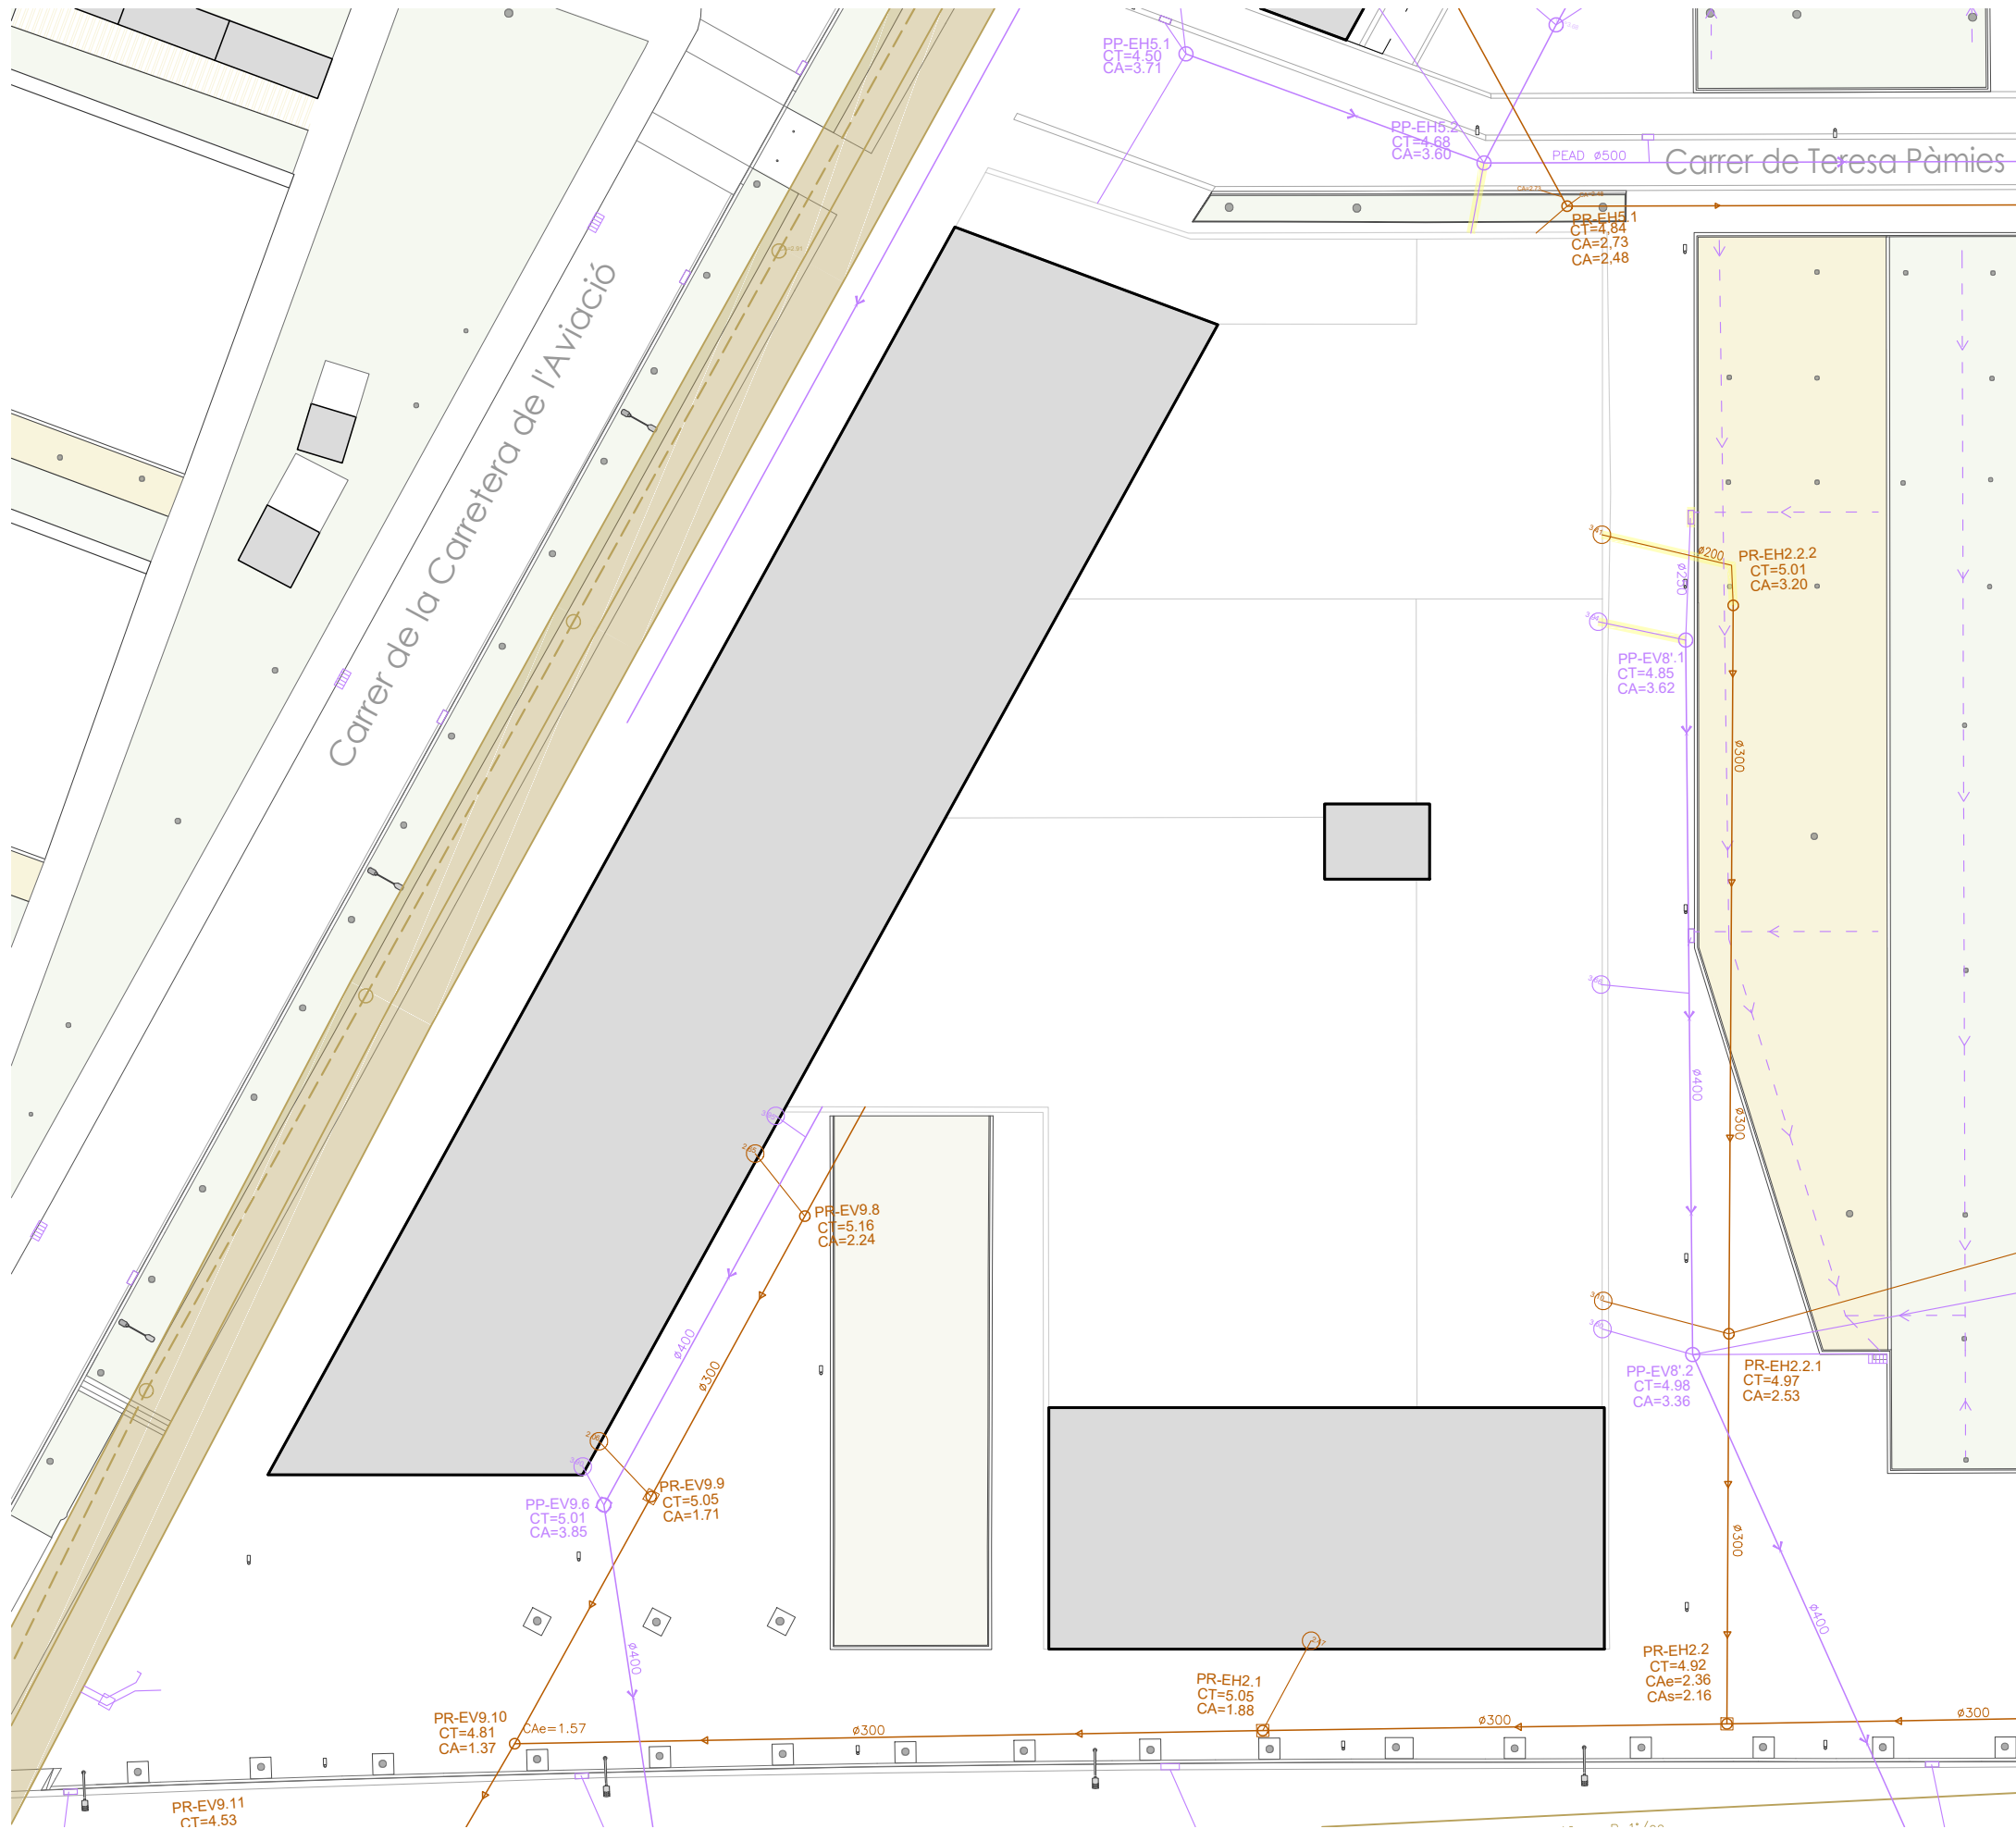 PP-EH5.1
CT=4.50
CA=3.71
PP-EH5.2
CT=4.68
CA=3.60
PEAD ø500
Carrer de Teresa Pàmies
PR-EH5.1
CT=4,84
CA=2,73
CA=2,48
Carrer de la Carretera de l'Aviació
ø200
PR-EH2.2.2
CT=5.01
CA=3.20
ø250
PP-EV8'.1
CT=4.85
CA=3.62
ø300
ø400
ø300
PR-EV9.8
CT=5.16
CA=2.24
ø400
ø300
PP-EV8'.2
CT=4.98
CA=3.36
PR-EH2.2.1
CT=4.97
CA=2.53
PR-EV9.9
CT=5.05
CA=1.71
PP-EV9.6
CT=5.01
CA=3.85
ø300
ø400
ø400
PR-EH2.2
CT=4.92
CAe=2.36
CAs=2.16
PR-EH2.1
CT=5.05
CA=1.88
PR-EV9.10
CT=4.81
CA=1.37
CAe=1.57
ø300
ø300
ø300
PR-EV9.11
CT=4.53